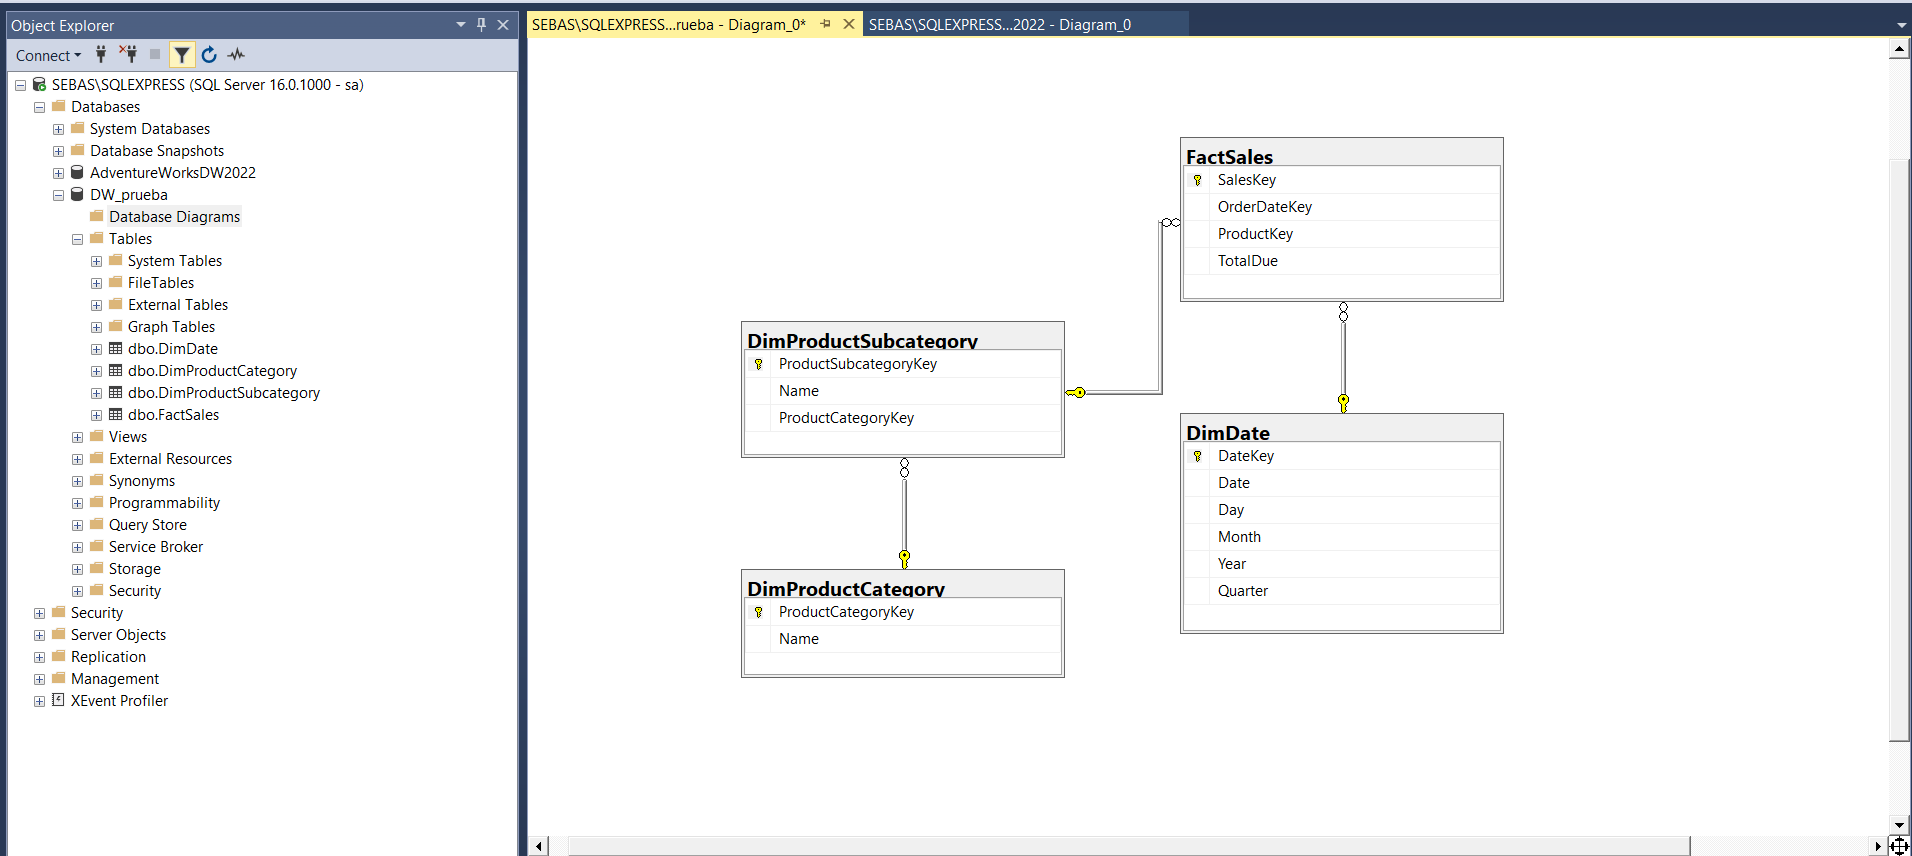 Object Explorer
Connect
SEBAS\SQLEXPRESS (SQL Server 16.0.1000 - sa)
Databases
System Databases
Database Snapshots
AdventureWorksDW2022
DW_prueba
Database Diagrams
Tables
System Tables
FileTables
External Tables
Graph Tables
dbo.DimDate
dbo.DimProductCategory
dbo.DimProductSubcategory
dbo.FactSales
Views
External Resources
Synonyms
Programmability
Query Store
Service Broker
Storage
Security
Security
Server Objects
Replication
Management
XEvent Profiler
SEBAS\SQLEXPRESS...rueba - Diagram_0*
SEBAS\SQLEXPRESS...2022 - Diagram_0
FactSales
SalesKey
OrderDateKey
ProductKey
TotalDue
DimProductSubcategory
ProductSubcategoryKey
Name
ProductCategoryKey
DimDate
DateKey
Date
Day
Month
Year
Quarter
DimProductCategory
ProductCategoryKey
Name